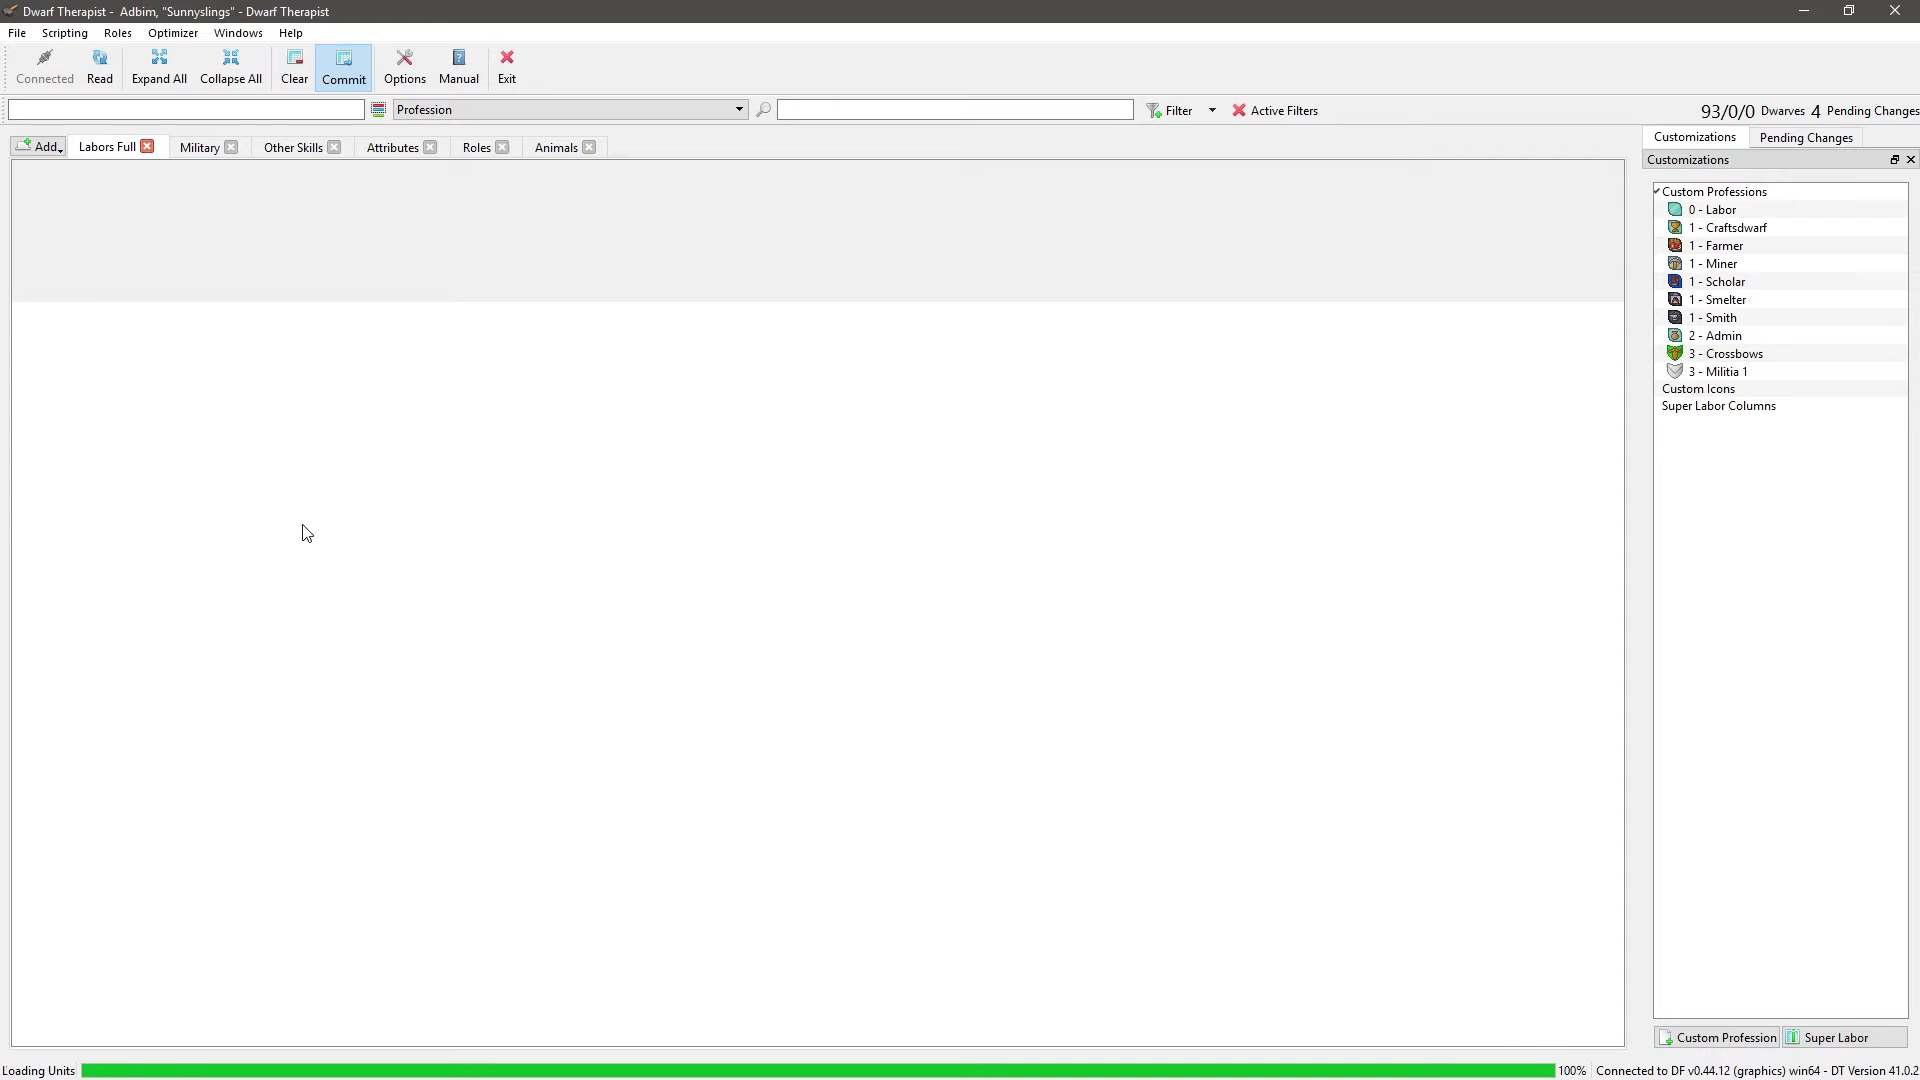 Dwarf Therapist - Adbim, "Sunnyslings" - Dwarf Therapist
File Scripting Roles Optimizer Windows Help
Connected Read Expand All Collapse All Clear Commit Options Manual Exit
Profession Filter Active Filters 93/0/0 Dwarves 4 Pending Changes
Add Labors Full Military Other Skills Attributes Roles Animals
Customizations Pending Changes
Customizations
Custom Professions
0 - Labor
1 - Craftsdwarf
1 - Farmer
1 - Miner
1 - Scholar
1 - Smelter
1 - Smith
2 - Admin
3 - Crossbows
3 - Militia 1
Custom Icons
Super Labor Columns
Custom Profession Super Labor
Loading Units 100% Connected to DF v0.44.12 (graphics) win64 - DT Version 41.0.2